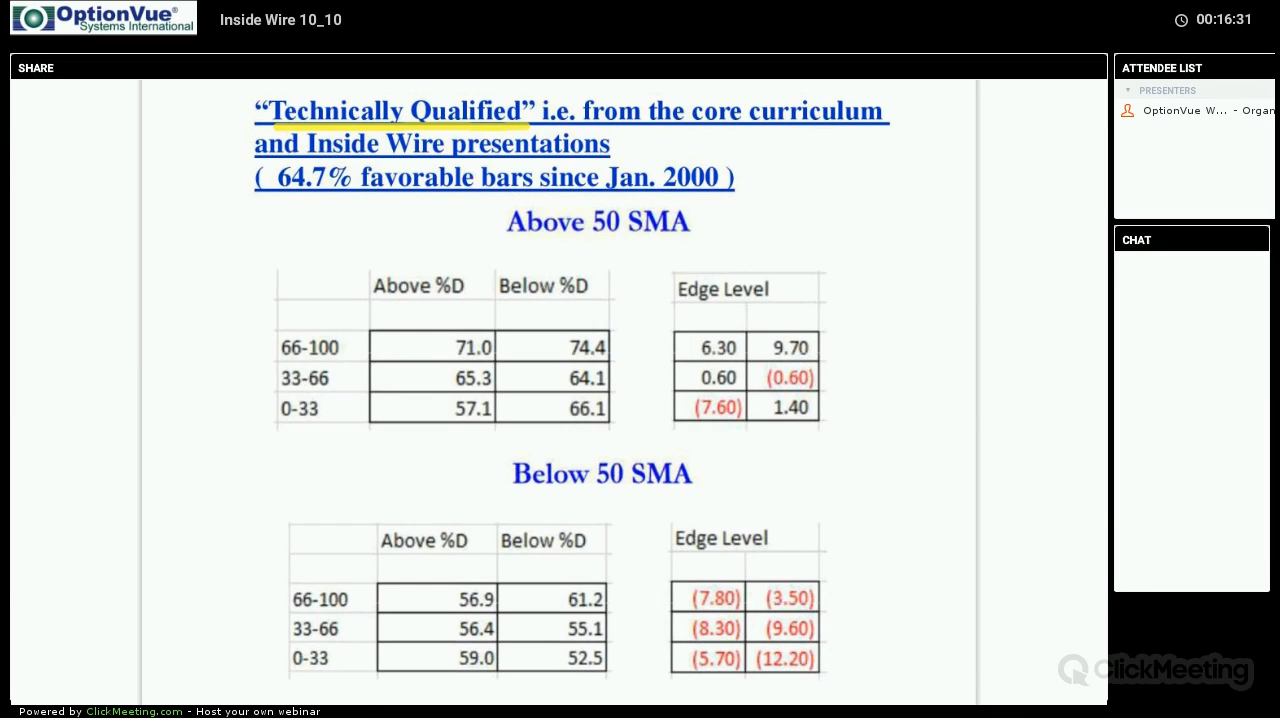 OptionVue®
Systems International
Inside Wire 10_10
00:16:31
SHARE
“Technically Qualified” i.e. from the core curriculum
and Inside Wire presentations
( 64.7% favorable bars since Jan. 2000 )
Above 50 SMA
Above %D Below %D Edge Level
66-100 71.0 74.4 6.30 9.70
33-66 65.3 64.1 0.60 (0.60)
0-33 57.1 66.1 (7.60) 1.40
Below 50 SMA
Above %D Below %D Edge Level
66-100 56.9 61.2 (7.80) (3.50)
33-66 56.4 55.1 (8.30) (9.60)
0-33 59.0 52.5 (5.70) (12.20)
ATTENDEE LIST
PRESENTERS
OptionVue W... - Organ
CHAT
ClickMeeting
Powered by ClickMeeting.com - Host your own webinar